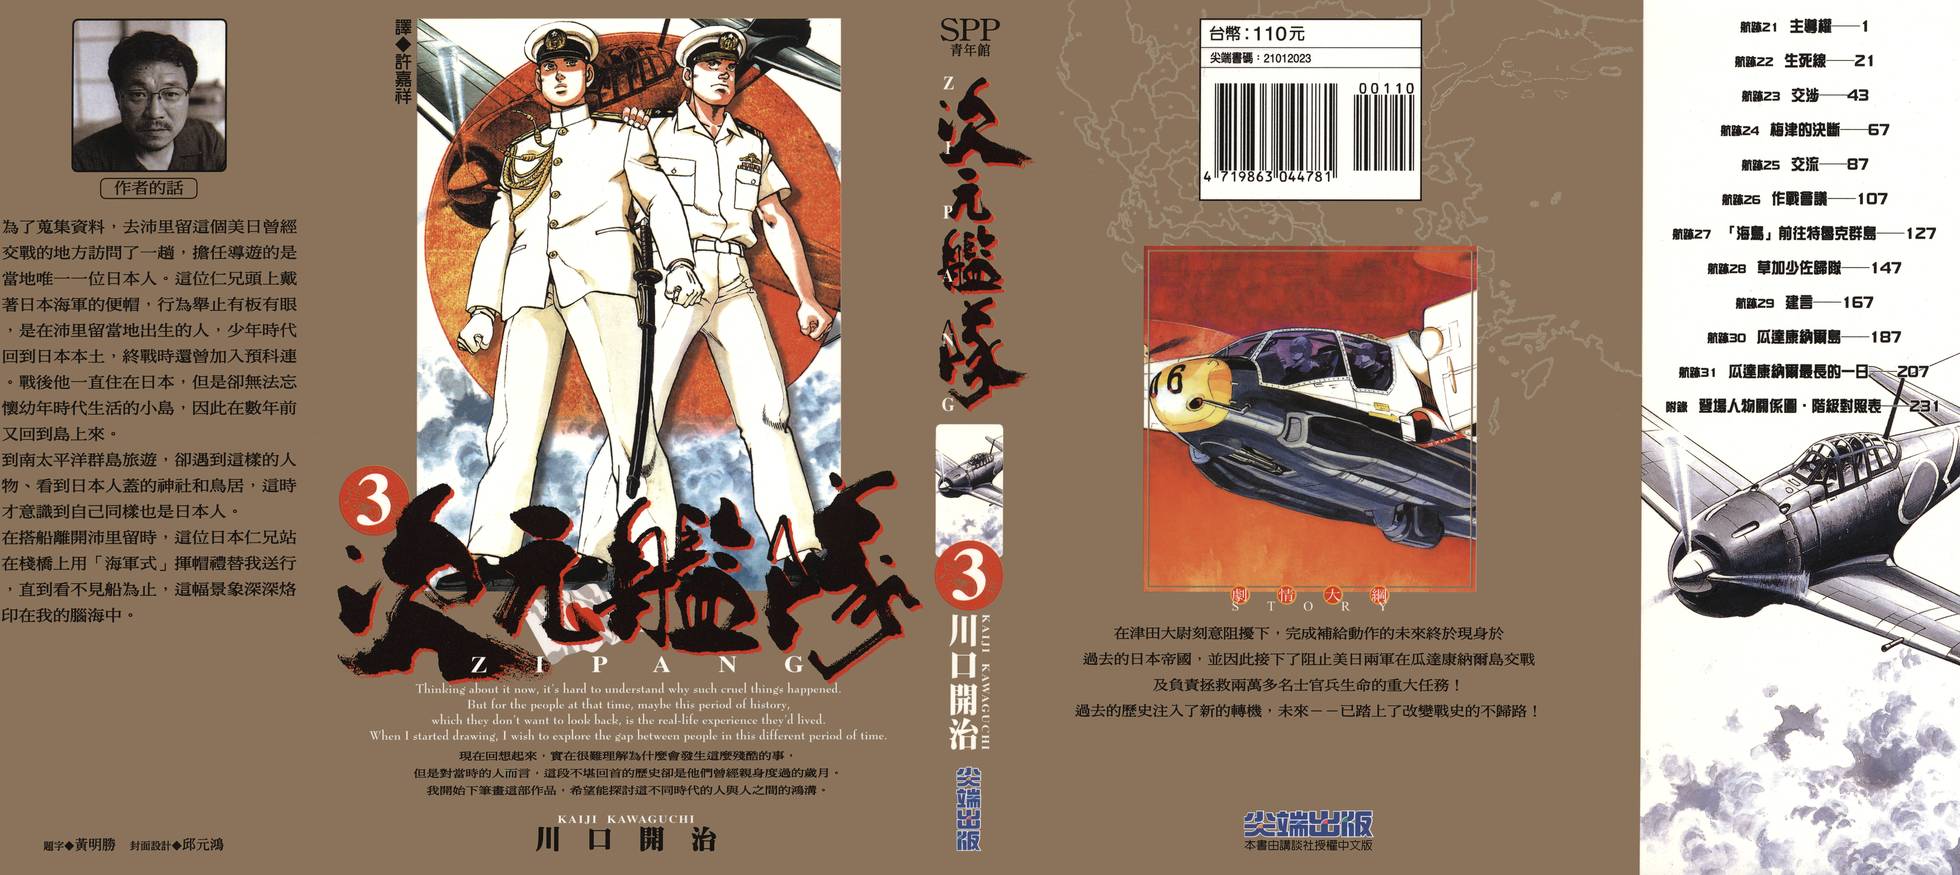 作者的話
為了蒐集資料，去沛里留這個美日曾經
交戰的地方訪問了一趟，擔任導遊的是
當地唯一一位日本人。這位仁兄頭上戴
著日本海軍的便帽，行為舉止有板有眼
，是在沛里留當地出生的人，少年時代
回到日本本土，終戰時還曾加入預科連
。戰後他一直住在日本，但是卻無法忘
懷幼年時代生活的小島，因此在數年前
又回到島上來。
到南太平洋群島旅遊，卻遇到這樣的人
物、看到日本人蓋的神社和鳥居，這時
才意識到自己同樣也是日本人。
在搭船離開沛里留時，這位日本仁兄站
在棧橋上用「海軍式」揮帽禮替我送行
，直到看不見船為止，這幅景象深深烙
印在我的腦海中。
題字◆黃明勝　封面設計◆邱元鴻
譯◆許嘉祥
3
次元艦隊
ZIPANG
Thinking about it now, it's hard to understand why such cruel things happened.
But for the people at that time, maybe this period of history,
which they don't want to look back, is the real-life experience they'd lived.
When I started drawing, I wish to explore the gap between people in this different period of time.
現在回想起來，實在很難理解為什麼會發生這麼殘酷的事，
但是對當時的人而言，這段不堪回首的歷史卻是他們曾經親身度過的歲月。
我開始下筆畫這部作品，希望能探討這不同時代的人與人之間的鴻溝。
KAIJI KAWAGUCHI
川口開治
SPP
青年館
ZIPANG
次元艦隊
3
川口開治
KAIJI KAWAGUCHI
尖端出版
台幣：110元
尖端書碼：21012023
00110
4 719863 044781
16
劇情大綱
STORY
在津田大尉刻意阻擾下，完成補給動作的未來終於現身於
過去的日本帝國，並因此接下了阻止美日兩軍在瓜達康納爾島交戰
及負責拯救兩萬多名士官兵生命的重大任務！
過去的歷史注入了新的轉機，未來－－已踏上了改變戰史的不歸路！
尖端出版
本書由講談社授權中文版
航跡21　主導權——1
航跡22　生死線——21
航跡23　交涉——43
航跡24　梅津的決斷——67
航跡25　交流——87
航跡26　作戰會議——107
航跡27　「海鳥」前往特魯克群島——127
航跡28　草加少佐歸隊——147
航跡29　建言——167
航跡30　瓜達康納爾島——187
航跡31　瓜達康納爾最長的一日——207
附錄　登場人物關係圖・階級對照表——231